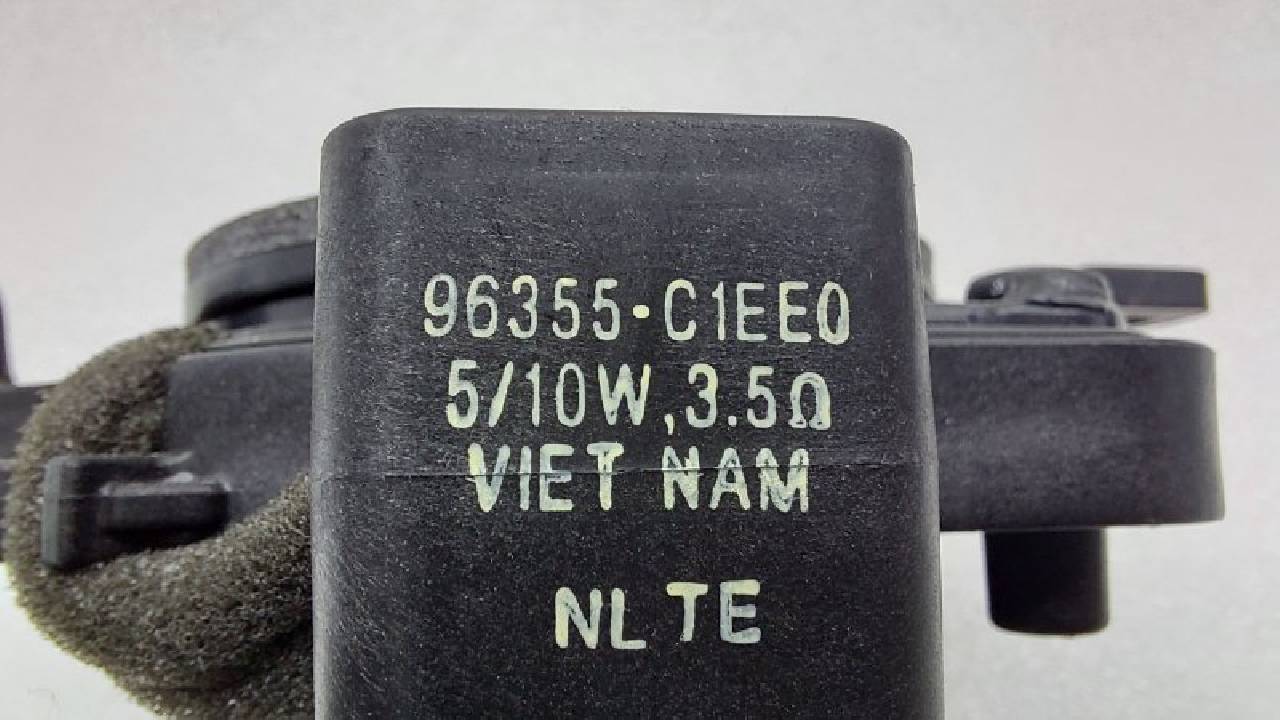 96355·C1EE0
5/10W,3.5Ω
VIET NAM
NLTE